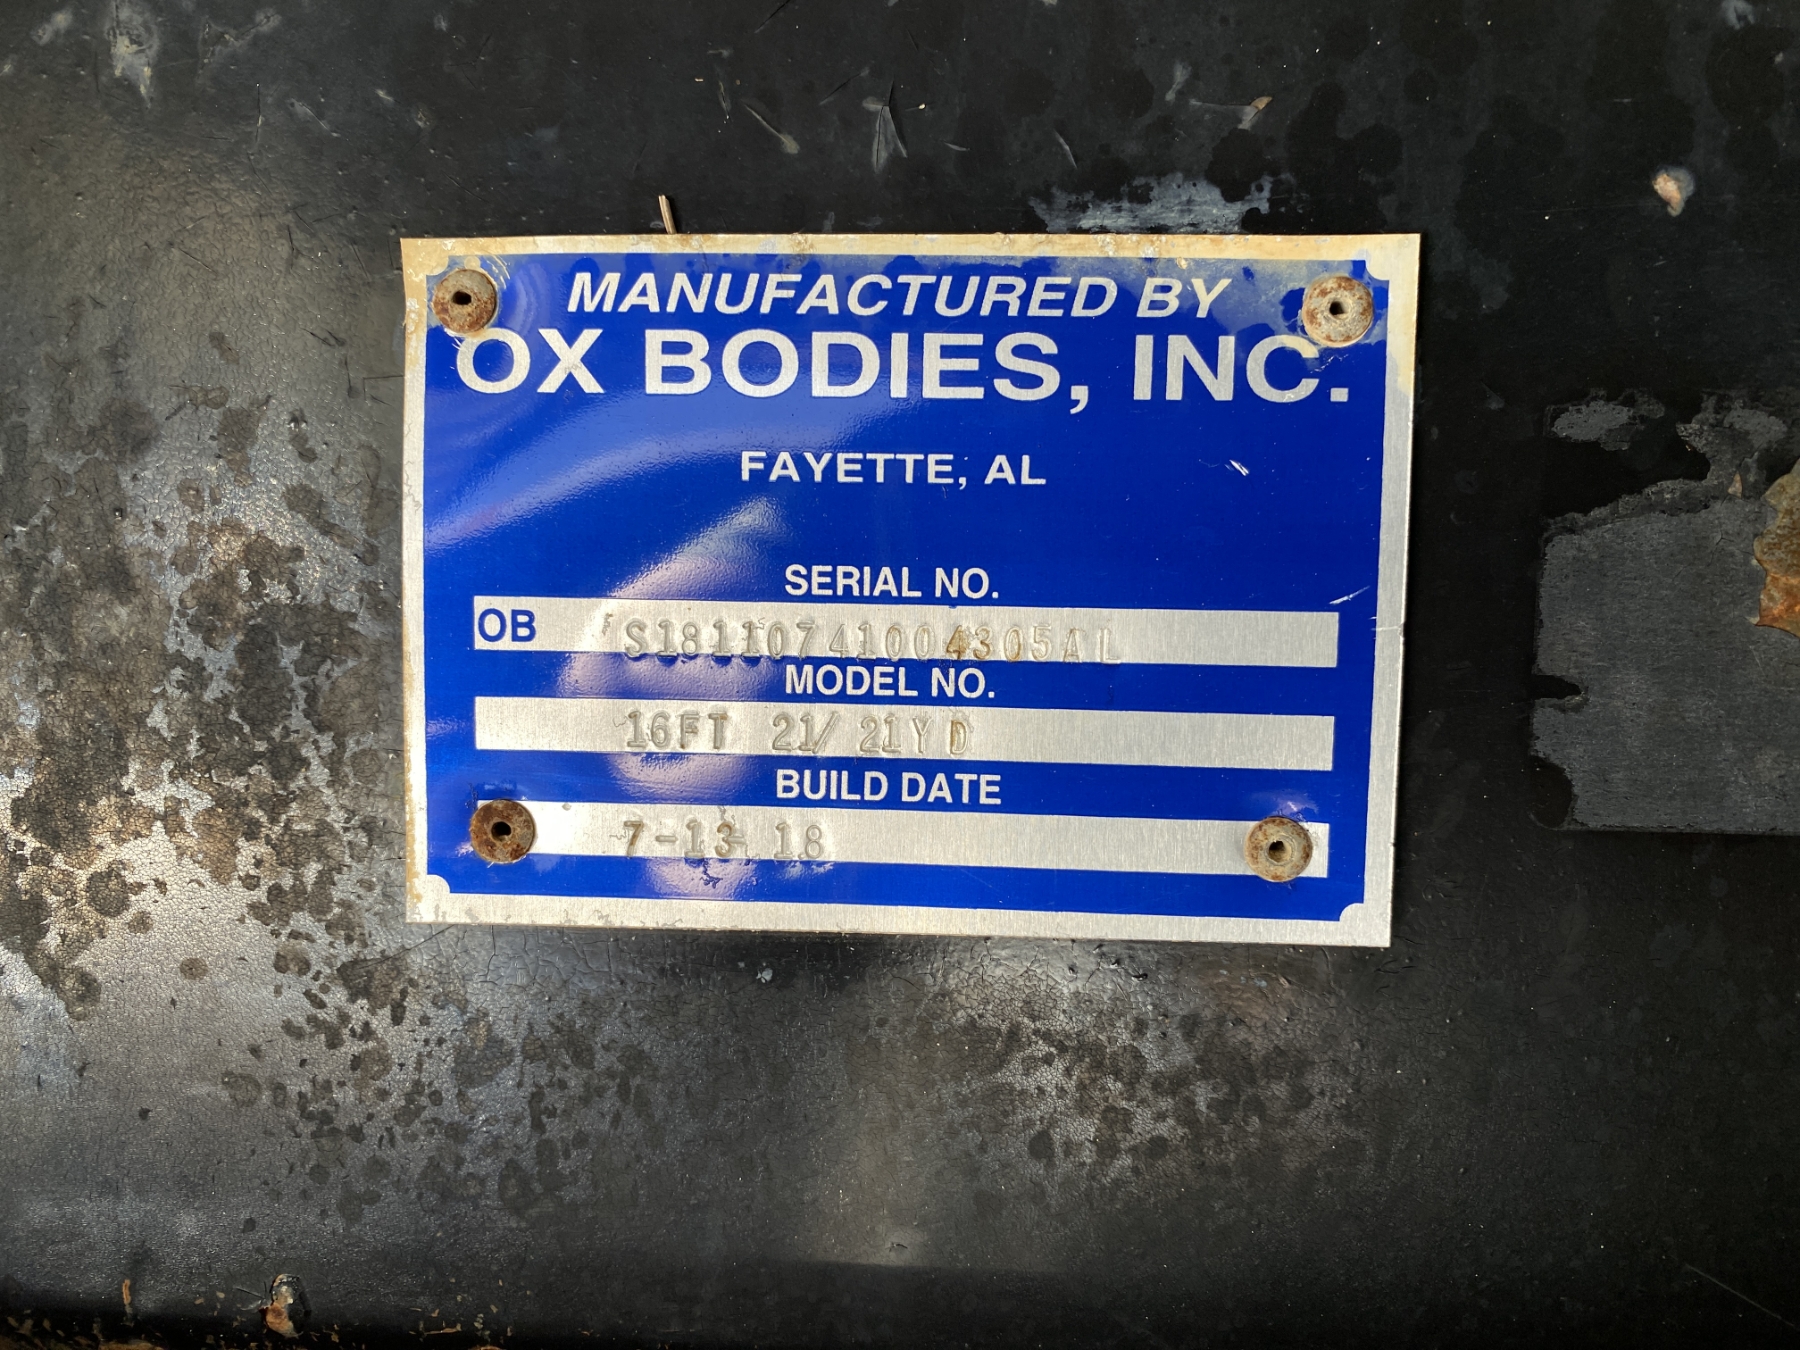 MANUFACTURED BY
OX BODIES, INC.
FAYETTE, AL
SERIAL NO.
OB S18110741004305AL
MODEL NO.
16FT 21/ 21YD
BUILD DATE
7-13-18